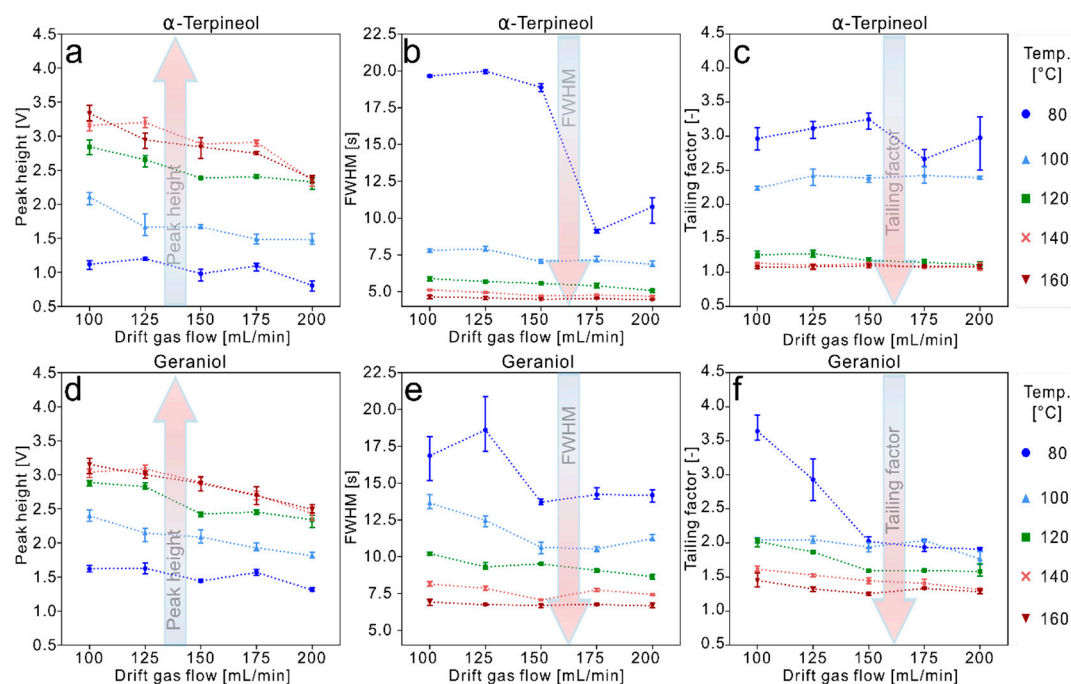 α-Terpineol
a
Peak height [V]
4.5
4.0
3.5
3.0
2.5
2.0
1.5
1.0
0.5
Peak height
100 125 150 175 200
Drift gas flow [mL/min]
α-Terpineol
b
FWHM [s]
22.5
20.0
17.5
15.0
12.5
10.0
7.5
5.0
FWHM
100 125 150 175 200
Drift gas flow [mL/min]
α-Terpineol
c
Tailing factor [-]
4.5
4.0
3.5
3.0
2.5
2.0
1.5
1.0
0.5
Tailing factor
100 125 150 175 200
Drift gas flow [mL/min]
Temp.
[°C]
80
100
120
140
160
Geraniol
d
Peak height [V]
4.5
4.0
3.5
3.0
2.5
2.0
1.5
1.0
0.5
Peak height
100 125 150 175 200
Drift gas flow [mL/min]
Geraniol
e
FWHM [s]
22.5
20.0
17.5
15.0
12.5
10.0
7.5
5.0
FWHM
100 125 150 175 200
Drift gas flow [mL/min]
Geraniol
f
Tailing factor [-]
4.5
4.0
3.5
3.0
2.5
2.0
1.5
1.0
0.5
Tailing factor
100 125 150 175 200
Drift gas flow [mL/min]
Temp.
[°C]
80
100
120
140
160